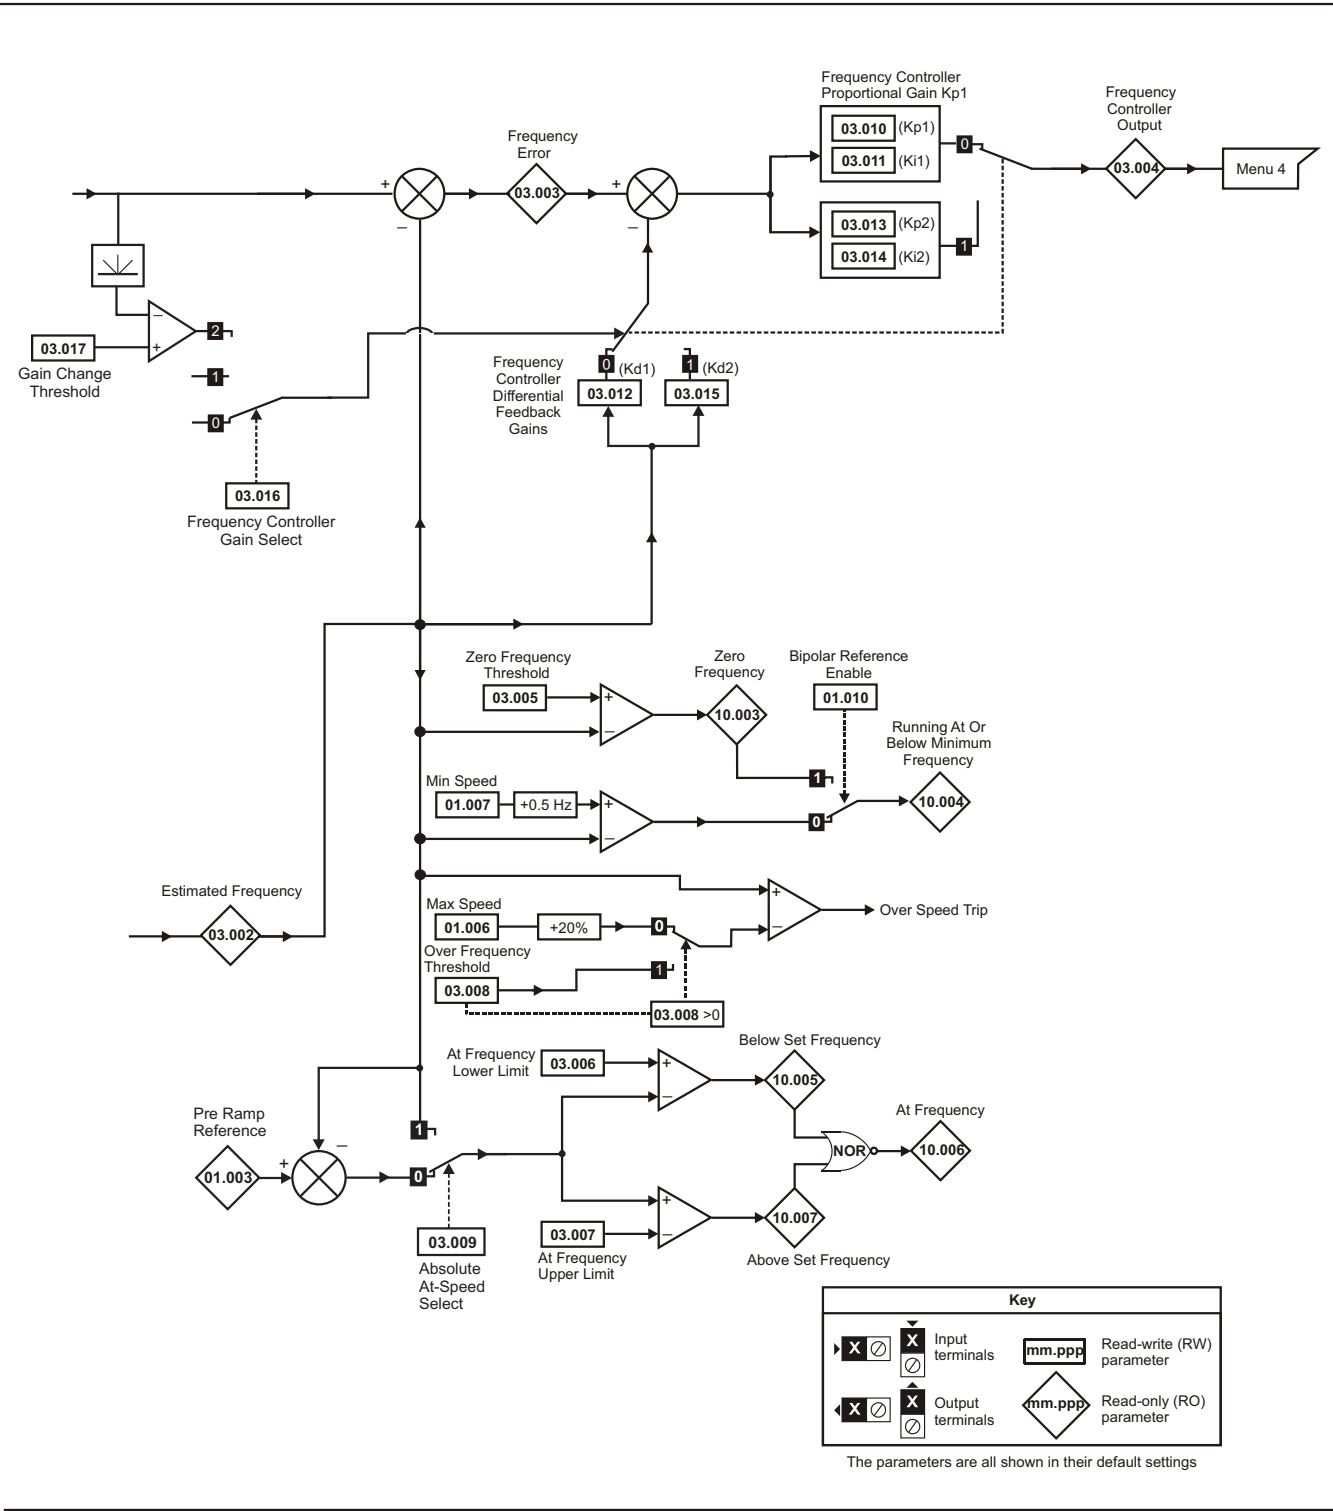 Frequency Controller
Proportional Gain Kp1
03.010 (Kp1)
03.011 (Ki1)
0
Frequency
Controller
Output
03.004
Menu 4
Frequency
Error
03.003
+
−
+
−
03.013 (Kp2)
03.014 (Ki2)
1
−
+
2
03.017
Gain Change
Threshold
1
0
03.016
Frequency Controller
Gain Select
Frequency
Controller
Differential
Feedback
Gains
0 (Kd1)
03.012
1 (Kd2)
03.015
Zero Frequency
Threshold
03.005
+
−
Zero
Frequency
10.003
Bipolar Reference
Enable
01.010
1
Running At Or
Below Minimum
Frequency
10.004
Min Speed
01.007
+0.5 Hz
+
−
0
Estimated Frequency
03.002
Max Speed
01.006
+20%
0
+
−
Over Speed Trip
Over Frequency
Threshold
03.008
1
03.008 >0
At Frequency
Lower Limit
03.006
+
−
Below Set Frequency
10.005
Pre Ramp
Reference
01.003
+
−
1
0
NOR
At Frequency
10.006
03.009
Absolute
At-Speed
Select
+
−
03.007
At Frequency
Upper Limit
10.007
Above Set Frequency
Key
X
X
Input
terminals
mm.ppp
Read-write (RW)
parameter
X
X
Output
terminals
mm.ppp
Read-only (RO)
parameter
The parameters are all shown in their default settings